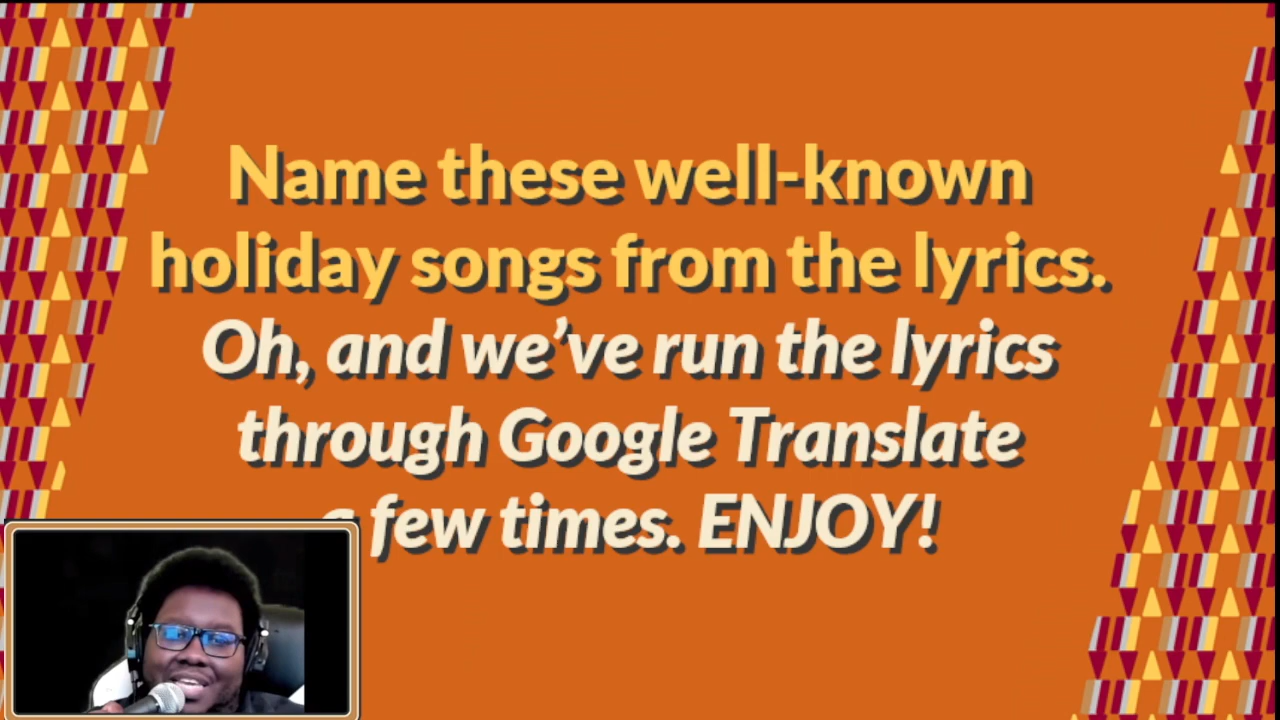 Name these well-known
holiday songs from the lyrics.
Oh, and we've run the lyrics
through Google Translate
a few times. ENJOY!